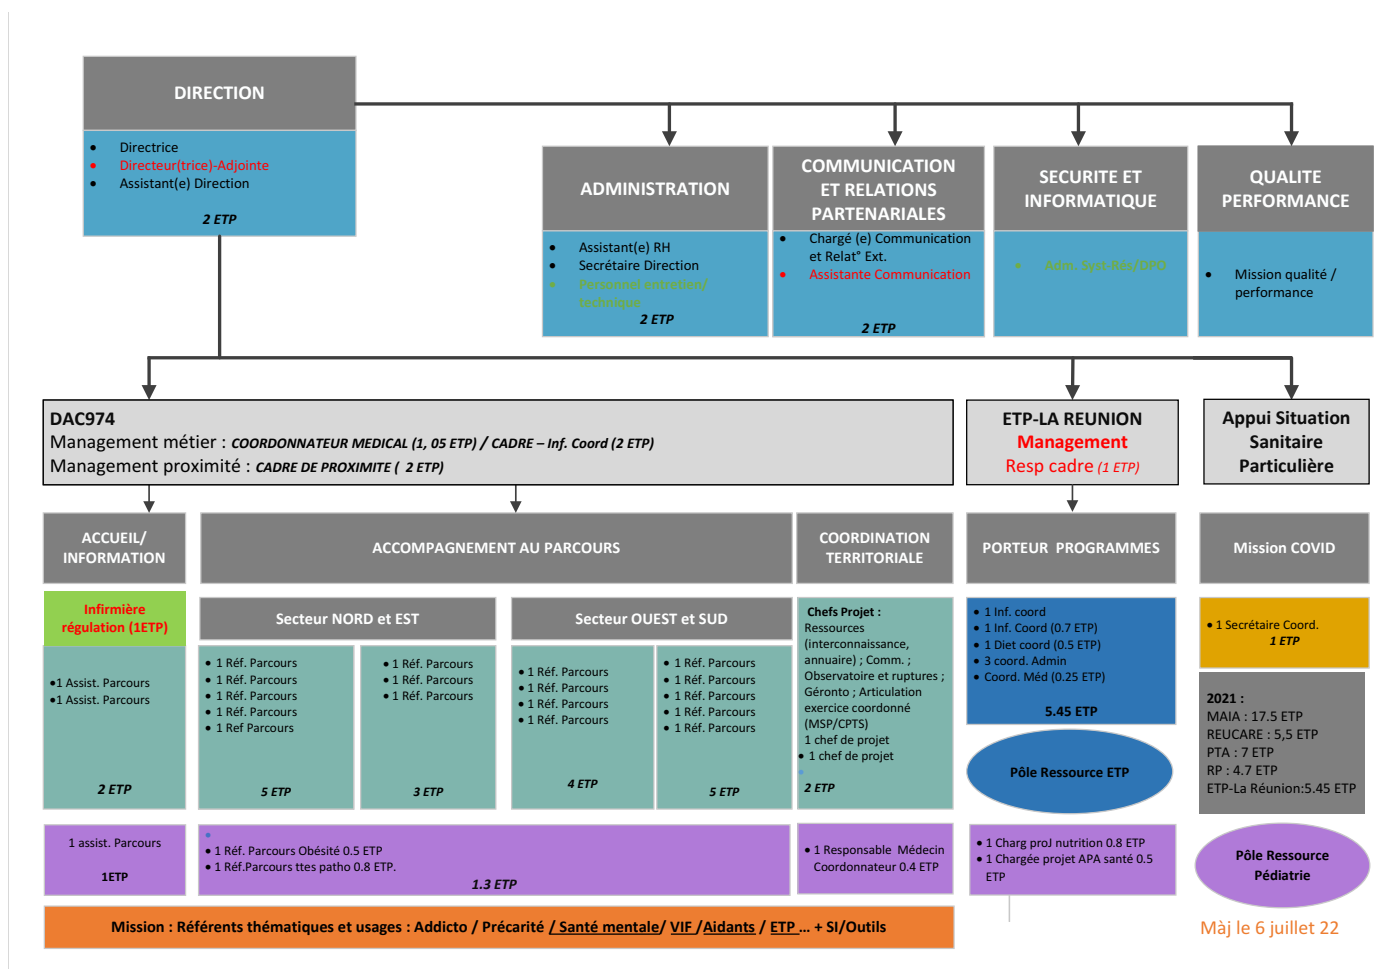 DIRECTION
• Directrice
• Directeur(trice)-Adjointe
• Assistant(e) Direction
2 ETP
ADMINISTRATION
• Assistant(e) RH
• Secrétaire Direction
• Personnel entretien/
technique
2 ETP
COMMUNICATION
ET RELATIONS
PARTENARIALES
• Chargé (e) Communication
et Relat° Ext.
• Assistante Communication
2 ETP
SECURITE ET
INFORMATIQUE
• Adm. Syst-Rés/DPO
QUALITE
PERFORMANCE
• Mission qualité /
performance
DAC974
Management métier : COORDONNATEUR MEDICAL (1, 05 ETP) / CADRE – Inf. Coord (2 ETP)
Management proximité : CADRE DE PROXIMITE ( 2 ETP)
ETP-LA REUNION
Management
Resp cadre (1 ETP)
Appui Situation
Sanitaire
Particulière
ACCUEIL/
INFORMATION
ACCOMPAGNEMENT AU PARCOURS
COORDINATION
TERRITORIALE
PORTEUR PROGRAMMES
Mission COVID
Infirmière
régulation (1ETP)
• 1 Assist. Parcours
• 1 Assist. Parcours
2 ETP
Secteur NORD et EST
• 1 Réf. Parcours
• 1 Réf. Parcours
• 1 Réf. Parcours
• 1 Réf. Parcours
• 1 Ref Parcours
5 ETP
• 1 Réf. Parcours
• 1 Réf. Parcours
• 1 Réf. Parcours
3 ETP
Secteur OUEST et SUD
• 1 Réf. Parcours
• 1 Réf. Parcours
• 1 Réf. Parcours
• 1 Réf. Parcours
4 ETP
• 1 Réf. Parcours
• 1 Réf. Parcours
• 1 Réf. Parcours
• 1 Réf. Parcours
• 1 Réf. Parcours
5 ETP
Chefs Projet :
Ressources
(interconnaissance,
annuaire) ; Comm. ;
Observatoire et ruptures ;
Géronto ; Articulation
exercice coordonné
(MSP/CPTS)
1 chef de projet
• 1 chef de projet
•
2 ETP
• 1 Inf. coord
• 1 Inf. Coord (0.7 ETP)
• 1 Diet coord (0.5 ETP)
• 3 coord. Admin
• Coord. Méd (0.25 ETP)
5.45 ETP
Pôle Ressource ETP
• 1 Secrétaire Coord.
1 ETP
2021 :
MAIA : 17.5 ETP
REUCARE : 5,5 ETP
PTA : 7 ETP
RP : 4.7 ETP
ETP-La Réunion:5.45 ETP
1 assist. Parcours
1ETP
•
• 1 Réf. Parcours Obésité 0.5 ETP
• 1 Réf.Parcours ttes patho 0.8 ETP.
1.3 ETP
• 1 Responsable Médecin
Coordonnateur 0.4 ETP
• 1 Charg proJ nutrition 0.8 ETP
• 1 Chargée projet APA santé 0.5
ETP
Pôle Ressource
Pédiatrie
Mission : Référents thématiques et usages : Addicto / Précarité / Santé mentale/ VIF /Aidants / ETP ... + SI/Outils
Màj le 6 juillet 22